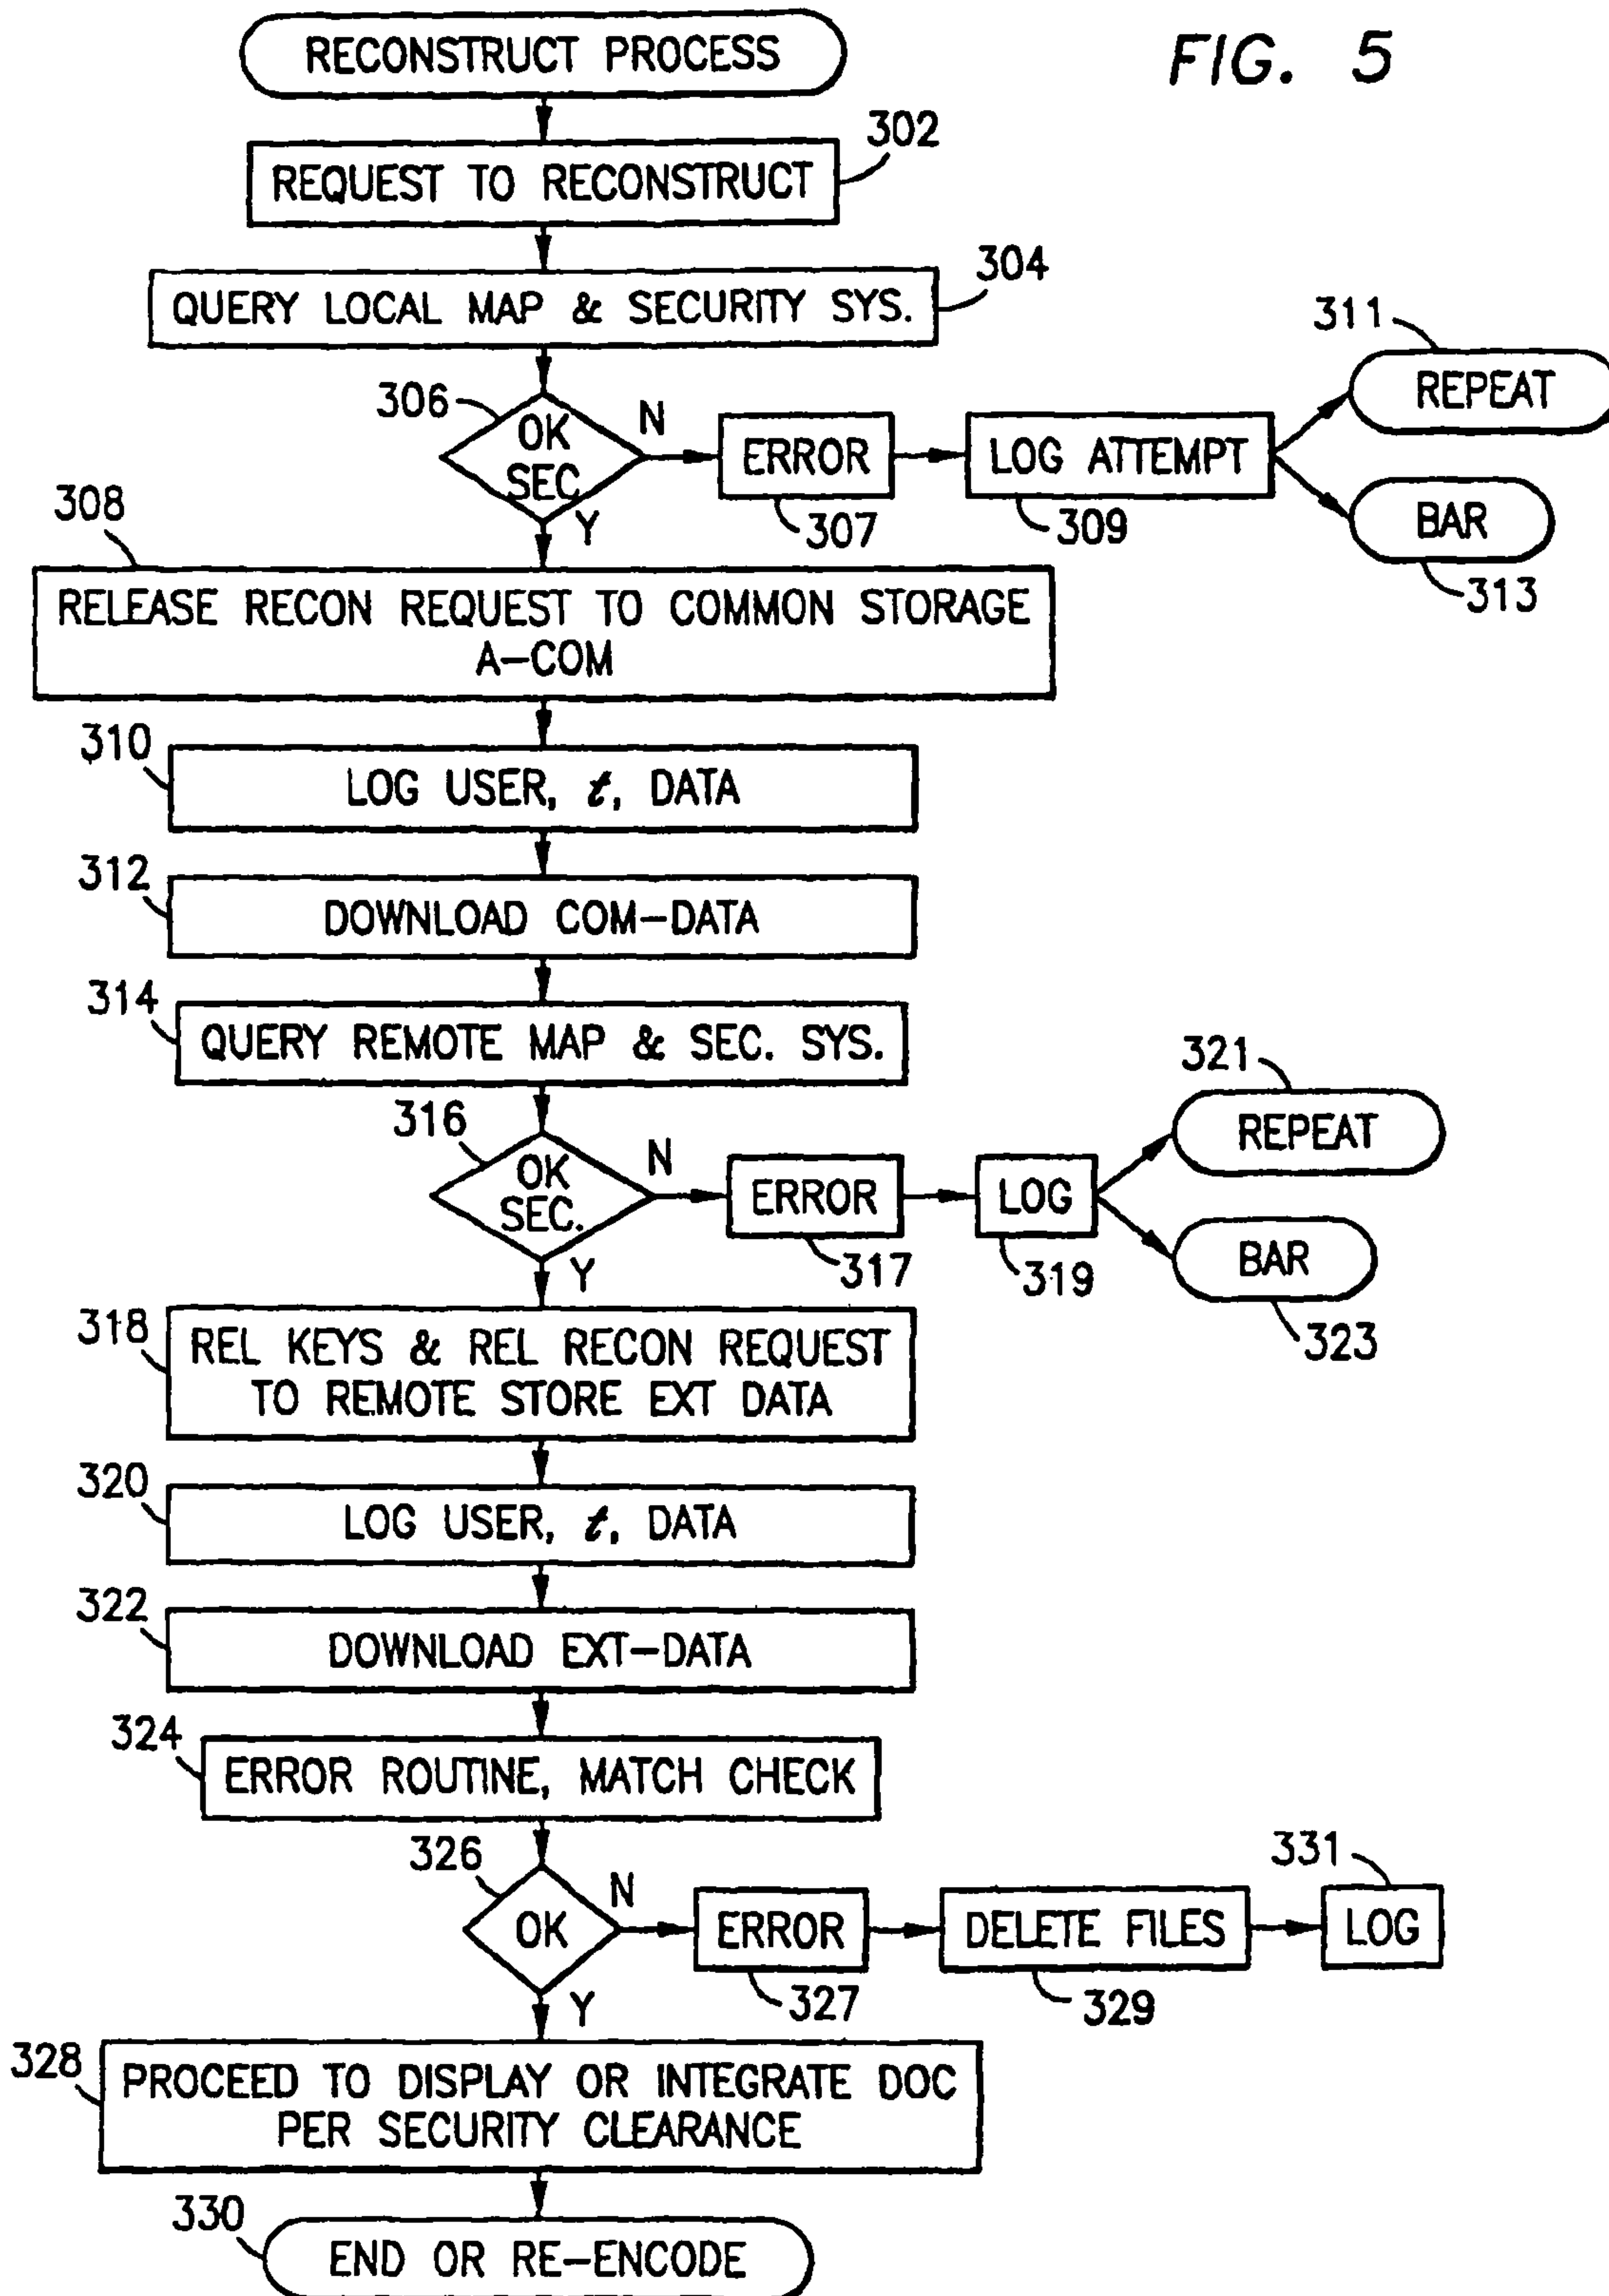 RECONSTRUCT PROCESS
FIG. 5
302
REQUEST TO RECONSTRUCT
304
QUERY LOCAL MAP & SECURITY SYS.
311
REPEAT
306
OK
SEC
N
ERROR
LOG ATTEMPT
307
309
BAR
313
Y
308
RELEASE RECON REQUEST TO COMMON STORAGE
A-COM
310
LOG USER, t, DATA
312
DOWNLOAD COM-DATA
314
QUERY REMOTE MAP & SEC. SYS.
321
REPEAT
316
OK
SEC.
N
ERROR
LOG
317
319
BAR
323
Y
318
REL KEYS & REL RECON REQUEST
TO REMOTE STORE EXT DATA
320
LOG USER, t, DATA
322
DOWNLOAD EXT-DATA
324
ERROR ROUTINE, MATCH CHECK
326
OK
N
ERROR
DELETE FILES
331
LOG
327
329
Y
328
PROCEED TO DISPLAY OR INTEGRATE DOC
PER SECURITY CLEARANCE
330
END OR RE-ENCODE